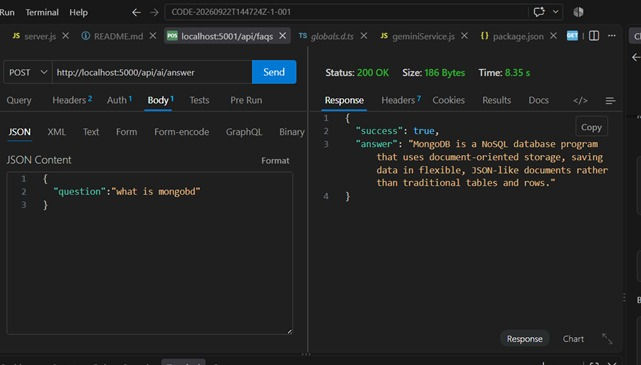 Run Terminal Help
CODE-20260922T144724Z-1-001
JS server.js
README.md
POS localhost:5001/api/faqs
TS globals.d.ts
JS geminiService.js
{} package.json
GET
POST http://localhost:5000/api/ai/answer Send
Query Headers 2 Auth 1 Body 1 Tests Pre Run
JSON XML Text Form Form-encode GraphQL Binary
JSON Content Format
1 {
2 "question":"what is mongobd"
3 }
Status: 200 OK Size: 186 Bytes Time: 8.35 s
Response Headers 7 Cookies Results Docs </>
Copy
1 {
2 "success": true,
3 "answer": "MongoDB is a NoSQL database program
that uses document-oriented storage, saving
data in flexible, JSON-like documents rather
than traditional tables and rows."
4 }
Response Chart